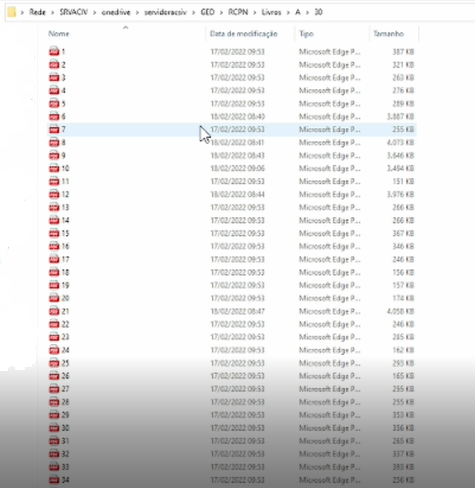 Rede > SRVACIV > onedrive > servidoraciv > GED > RCPN > Livros > A > 30
Nome Data de modificação Tipo Tamanho
1 17/02/2022 09:53 Microsoft Edge P... 387 KB
2 17/02/2022 09:53 Microsoft Edge P... 321 KB
3 17/02/2022 09:53 Microsoft Edge P... 263 KB
4 17/02/2022 09:53 Microsoft Edge P... 276 KB
5 17/02/2022 09:53 Microsoft Edge P... 289 KB
6 18/02/2022 08:40 Microsoft Edge P... 3.887 KB
7 17/02/2022 09:53 Microsoft Edge P... 255 KB
8 18/02/2022 08:41 Microsoft Edge P... 4.073 KB
9 18/02/2022 08:43 Microsoft Edge P... 3.646 KB
10 18/02/2022 09:06 Microsoft Edge P... 3.494 KB
11 17/02/2022 09:53 Microsoft Edge P... 151 KB
12 18/02/2022 08:44 Microsoft Edge P... 3.976 KB
13 17/02/2022 09:53 Microsoft Edge P... 266 KB
14 17/02/2022 09:53 Microsoft Edge P... 266 KB
15 17/02/2022 09:53 Microsoft Edge P... 367 KB
16 17/02/2022 09:53 Microsoft Edge P... 346 KB
17 17/02/2022 09:53 Microsoft Edge P... 246 KB
18 17/02/2022 09:53 Microsoft Edge P... 156 KB
19 17/02/2022 09:53 Microsoft Edge P... 157 KB
20 17/02/2022 09:53 Microsoft Edge P... 174 KB
21 18/02/2022 08:47 Microsoft Edge P... 4.058 KB
22 17/02/2022 09:53 Microsoft Edge P... 246 KB
23 17/02/2022 09:53 Microsoft Edge P... 285 KB
24 17/02/2022 09:53 Microsoft Edge P... 162 KB
25 17/02/2022 09:53 Microsoft Edge P... 293 KB
26 17/02/2022 09:53 Microsoft Edge P... 165 KB
27 17/02/2022 09:53 Microsoft Edge P... 255 KB
28 17/02/2022 09:53 Microsoft Edge P... 255 KB
29 17/02/2022 09:53 Microsoft Edge P... 353 KB
30 17/02/2022 09:53 Microsoft Edge P... 356 KB
31 17/02/2022 09:53 Microsoft Edge P... 265 KB
32 17/02/2022 09:53 Microsoft Edge P... 337 KB
33 17/02/2022 09:53 Microsoft Edge P... 393 KB
34 17/02/2022 09:53 Microsoft Edge P... 256 KB